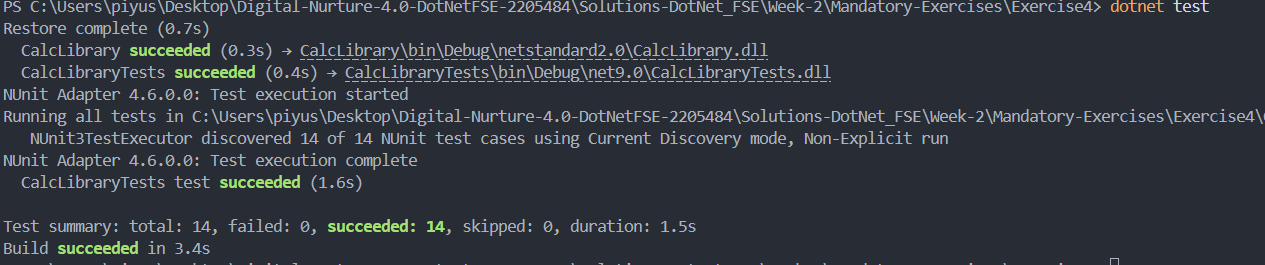 PS C:\Users\piyus\Desktop\Digital-Nurture-4.0-DotNetFSE-2205484\Solutions-DotNet_FSE\Week-2\Mandatory-Exercises\Exercise4> dotnet test
Restore complete (0.7s)
  CalcLibrary succeeded (0.3s) → CalcLibrary\bin\Debug\netstandard2.0\CalcLibrary.dll
  CalcLibraryTests succeeded (0.4s) → CalcLibraryTests\bin\Debug\net9.0\CalcLibraryTests.dll
NUnit Adapter 4.6.0.0: Test execution started
Running all tests in C:\Users\piyus\Desktop\Digital-Nurture-4.0-DotNetFSE-2205484\Solutions-DotNet_FSE\Week-2\Mandatory-Exercises\Exercise4\
   NUnit3TestExecutor discovered 14 of 14 NUnit test cases using Current Discovery mode, Non-Explicit run
NUnit Adapter 4.6.0.0: Test execution complete
  CalcLibraryTests test succeeded (1.6s)
Test summary: total: 14, failed: 0, succeeded: 14, skipped: 0, duration: 1.5s
Build succeeded in 3.4s